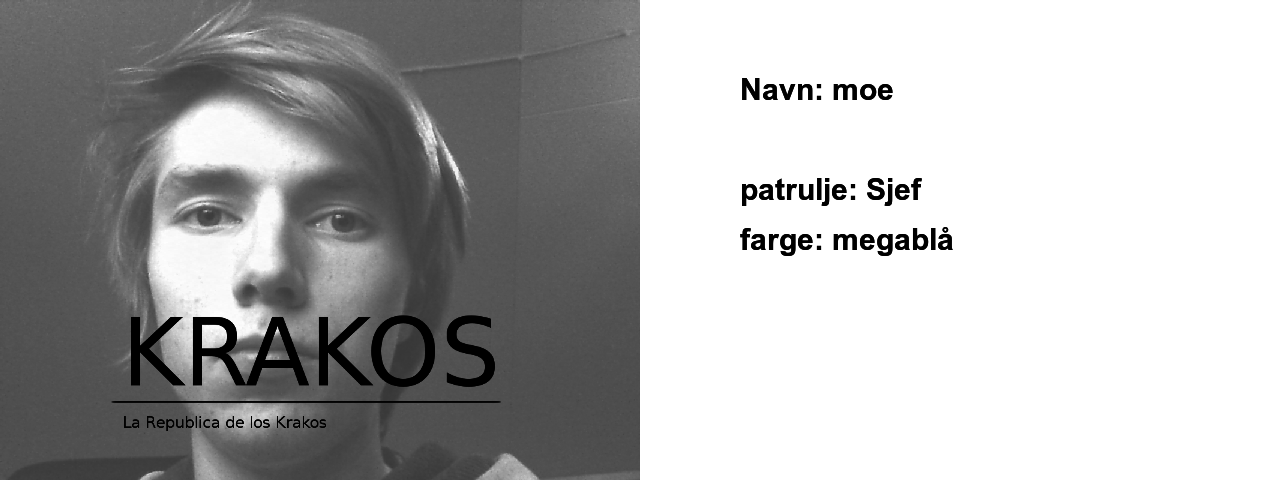 KRAKOS
La Republica de los Krakos
Navn: moe
patrulje: Sjef
farge: megablå